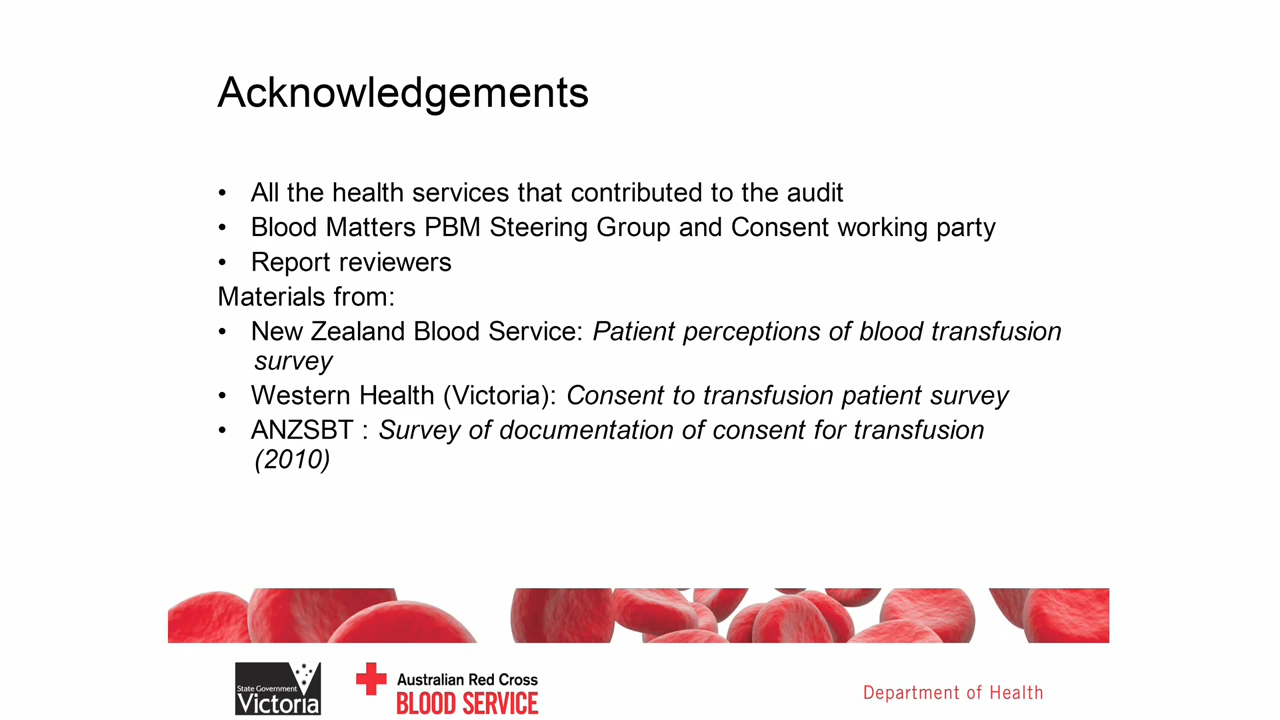 Acknowledgements
• All the health services that contributed to the audit
• Blood Matters PBM Steering Group and Consent working party
• Report reviewers
Materials from:
• New Zealand Blood Service: Patient perceptions of blood transfusion
survey
• Western Health (Victoria): Consent to transfusion patient survey
• ANZSBT : Survey of documentation of consent for transfusion
(2010)
State Government
Victoria
Australian Red Cross
BLOOD SERVICE
Department of Health